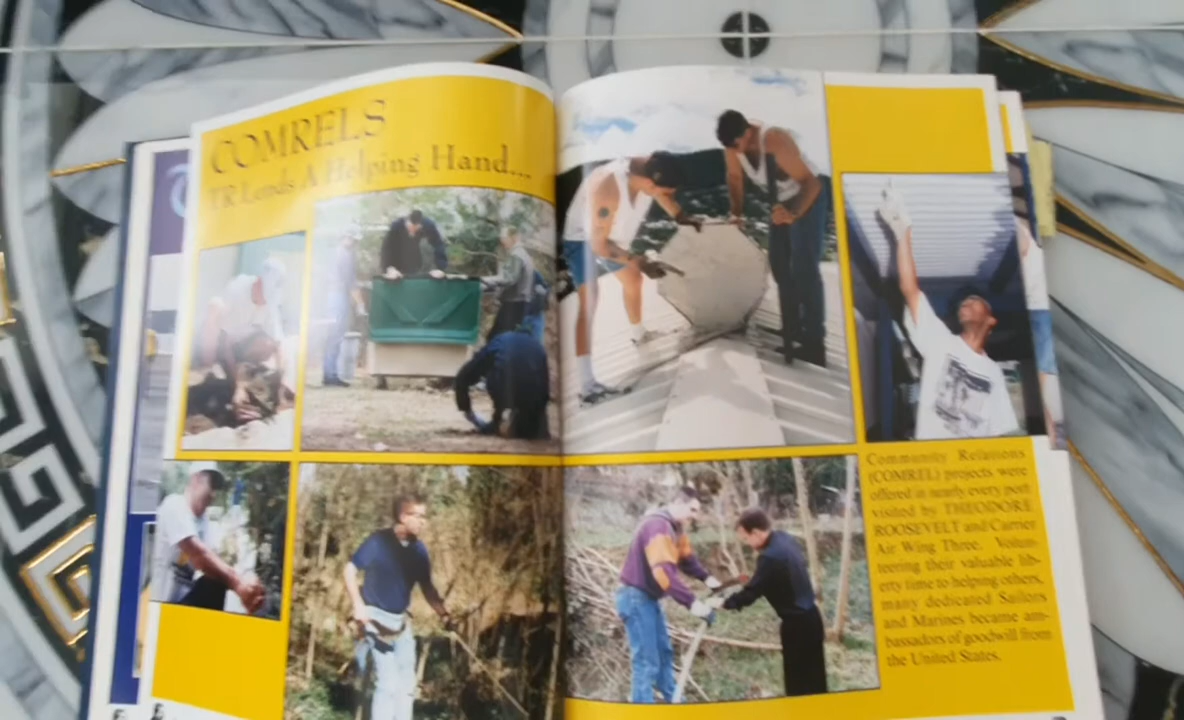 COMRELS
TR Lends A Helping Hand...
Community Relations
(COMREL) projects were
offered in nearly every port
visited by THEODORE
ROOSEVELT and Carrier
Air Wing Three. Volun-
teering their valuable lib-
erty time to helping others,
many dedicated Sailors
and Marines became am-
bassadors of goodwill from
the United States.